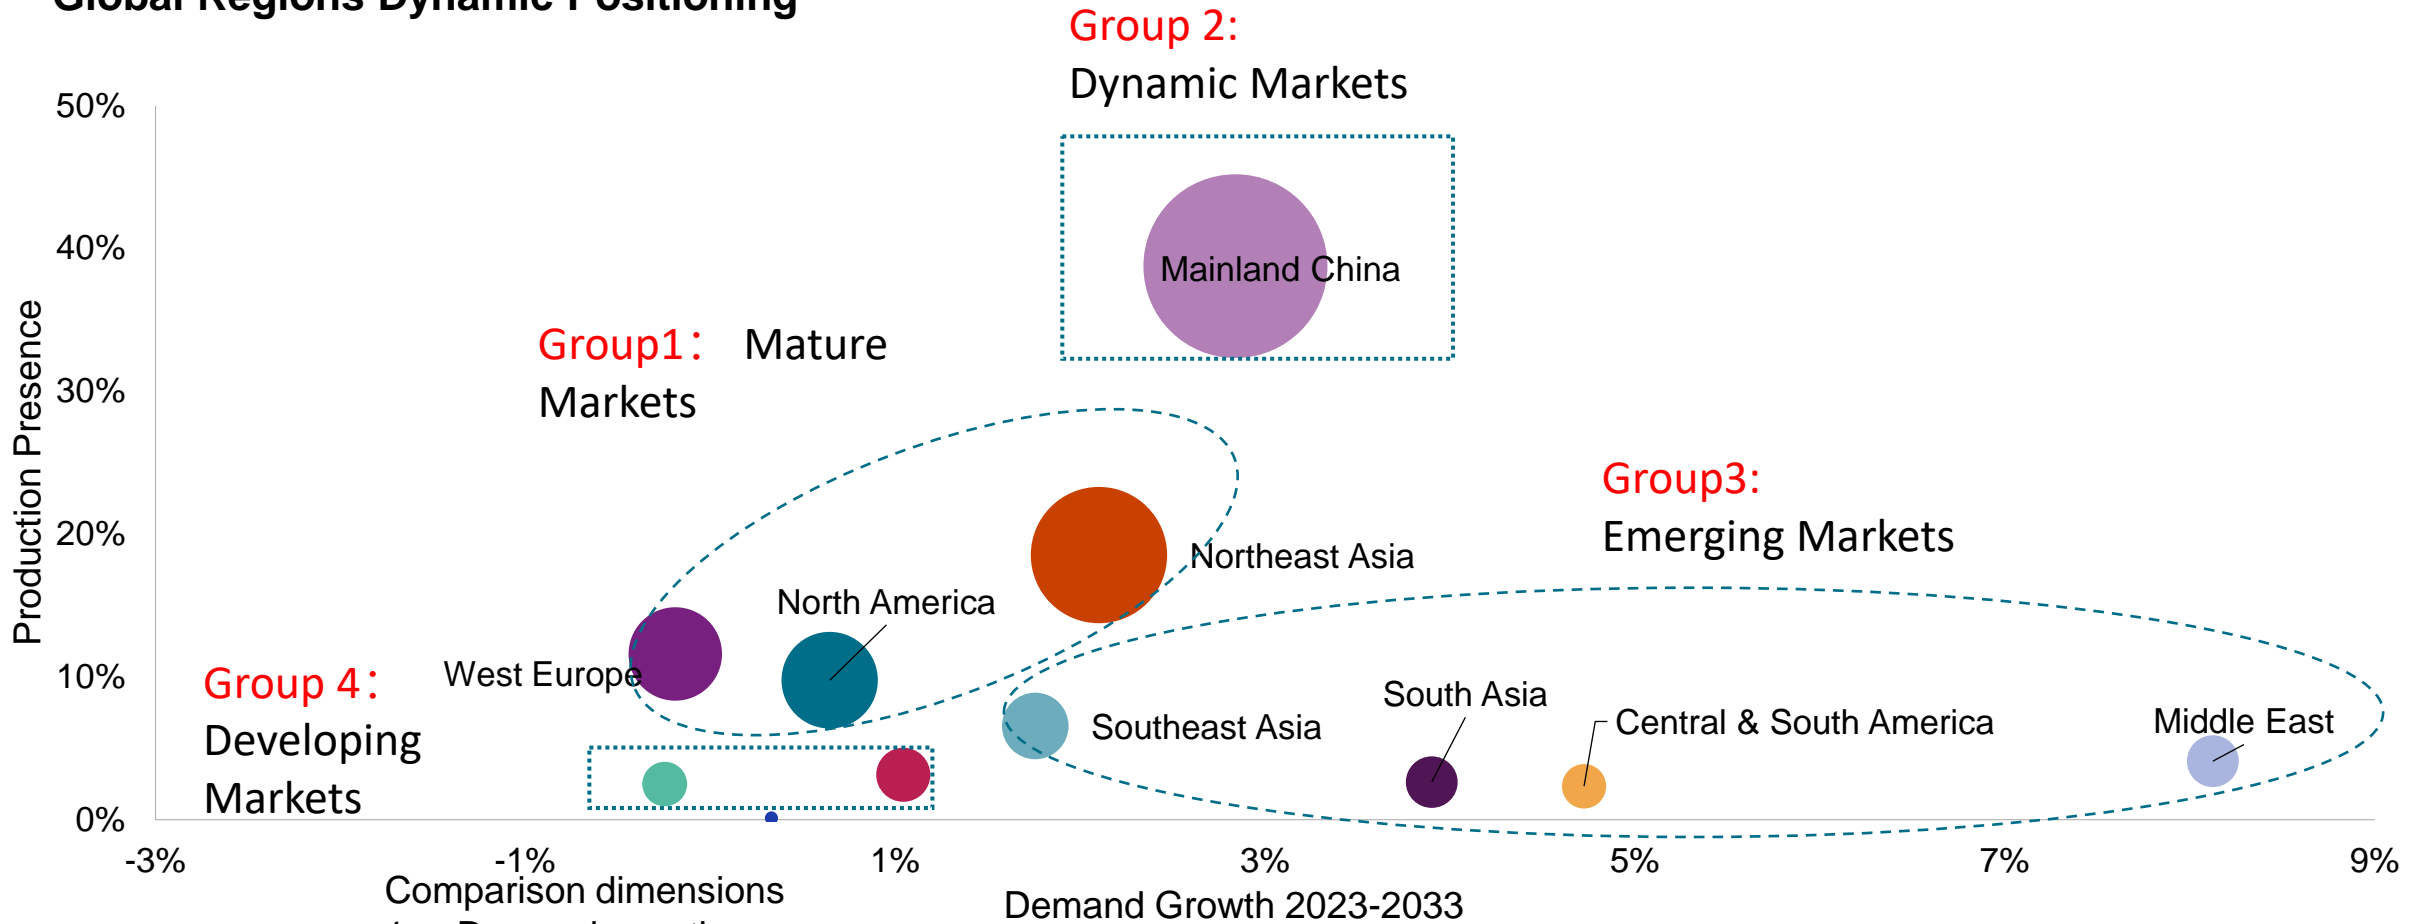 Global Regions Dynamic Positioning
Group 2:
Dynamic Markets
50%
40%
30%
20%
10%
0%
Production Presence
Mainland China
Group1： Mature
Markets
Group3:
Emerging Markets
Northeast Asia
North America
West Europe
Group 4：
Developing
Markets
Southeast Asia
South Asia
Central & South America
Middle East
-3%
-1%
1%
3%
5%
7%
9%
Comparison dimensions
Demand Growth 2023-2033